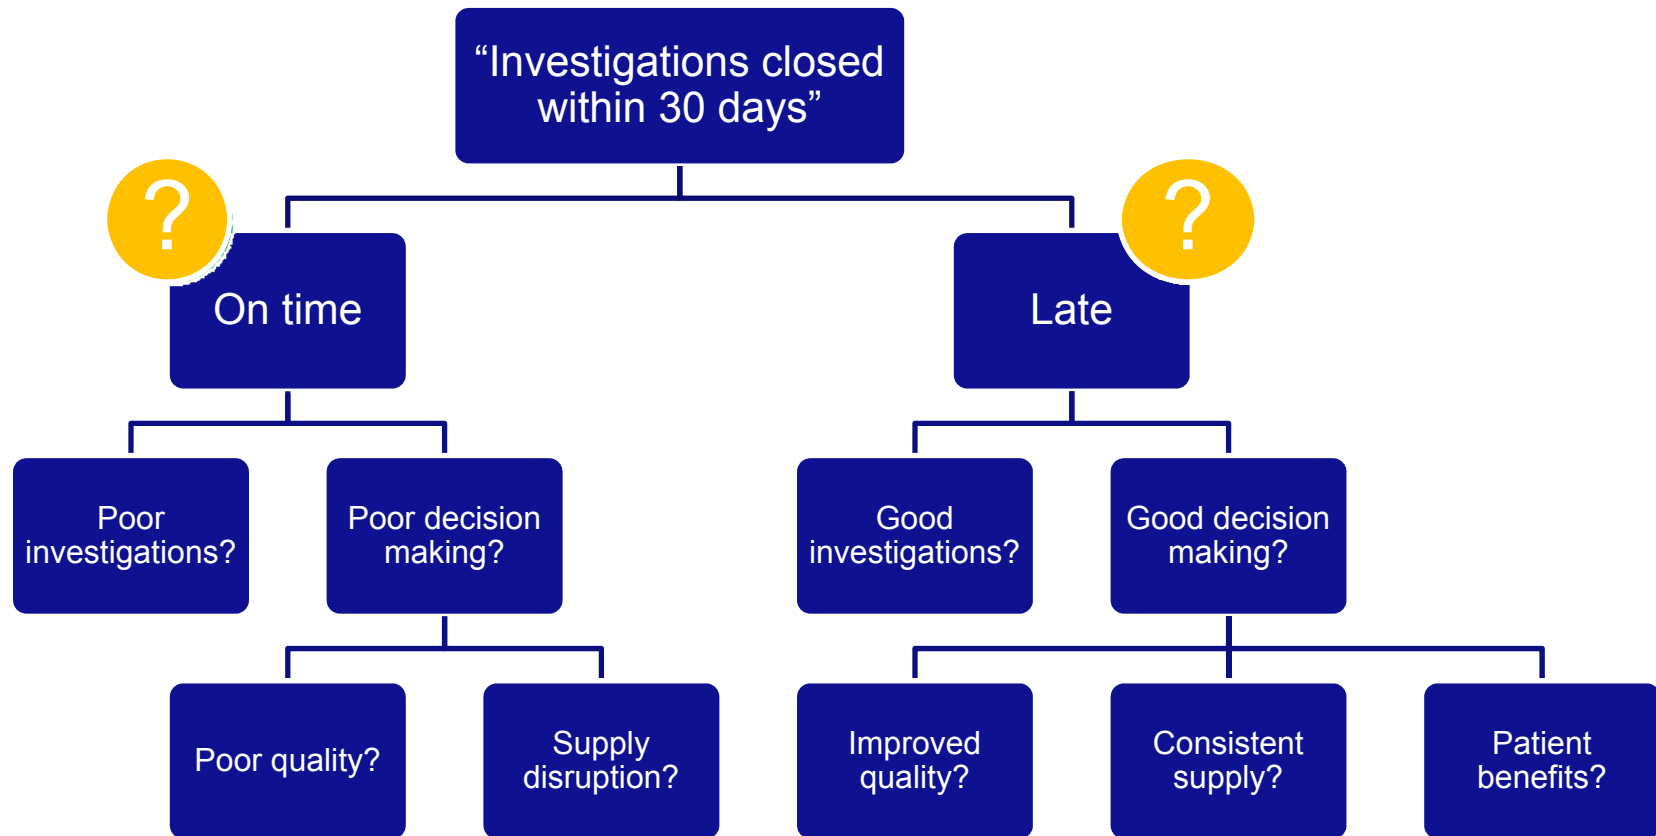 “Investigations closed
within 30 days”
?
?
On time
Late
Poor
investigations?
Poor decision
making?
Good
investigations?
Good decision
making?
Poor quality?
Supply
disruption?
Improved
quality?
Consistent
supply?
Patient
benefits?